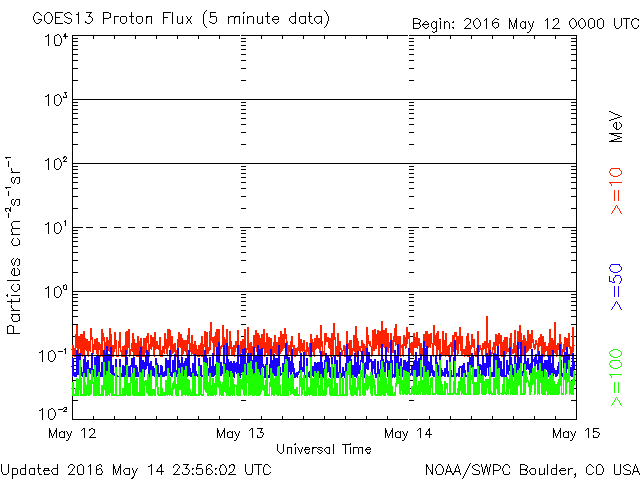 GOES13 Proton Flux (5 minute data)
Begin: 2016 May 12 0000 UTC
Particles cm⁻²s⁻¹sr⁻¹
10⁴
10³
10²
10¹
10⁰
10⁻¹
10⁻²
MeV
>=10
>=50
>=100
May 12
May 13
May 14
May 15
Universal Time
Updated 2016 May 14 23:56:02 UTC
NOAA/SWPC Boulder, CO USA